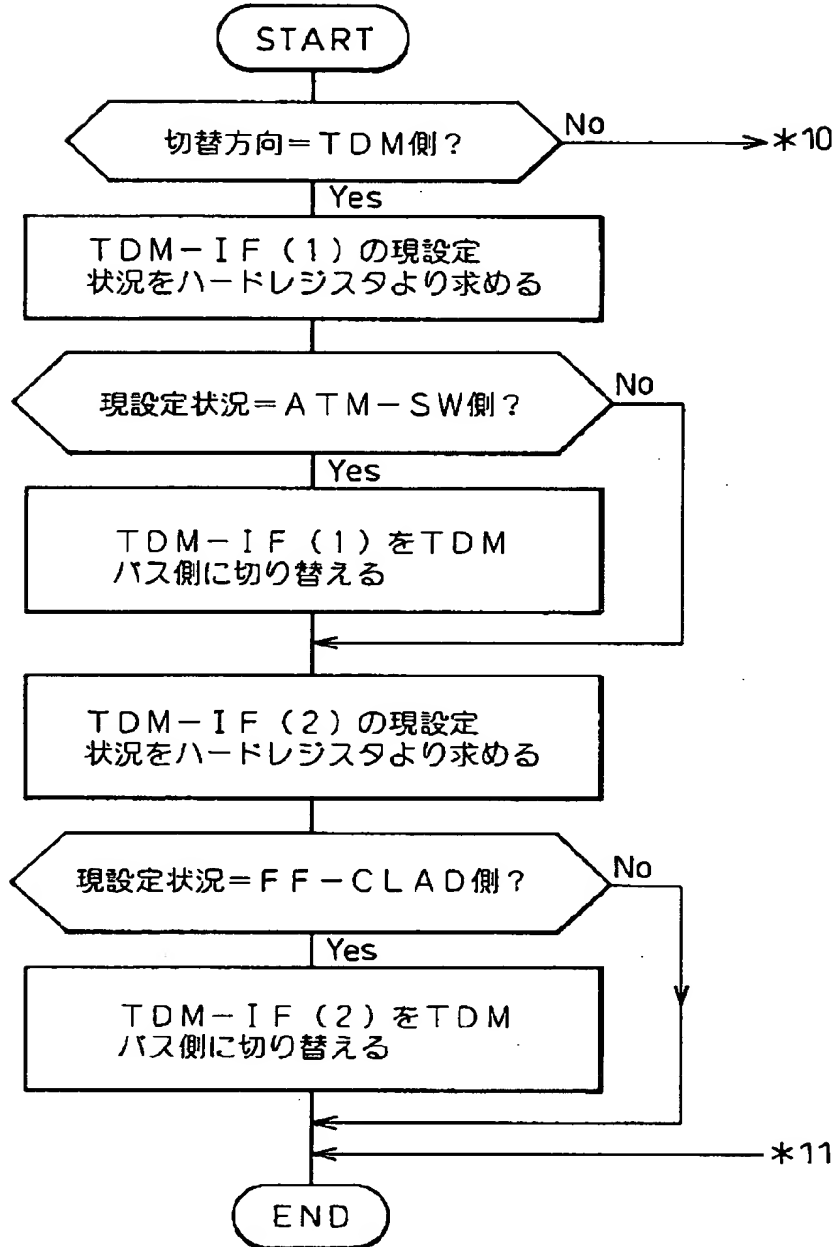 START
切替方向＝TDM側？
No
*10
Yes
TDM－IF（1）の現設定
状況をハードレジスタより求める
現設定状況＝ATM－SW側？
No
Yes
TDM－IF（1）をTDM
バス側に切り替える
TDM－IF（2）の現設定
状況をハードレジスタより求める
現設定状況＝FF－CLAD側？
No
Yes
TDM－IF（2）をTDM
バス側に切り替える
*11
END